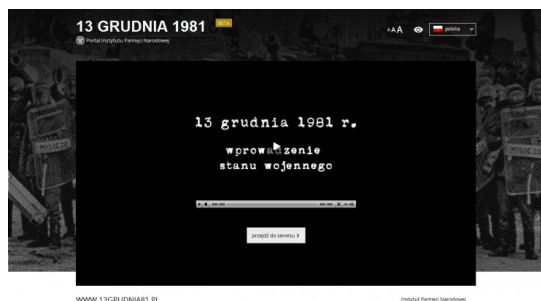 13 GRUDNIA 1981 BETA
Portal Instytutu Pamięci Narodowej
A A A
polska
MILICJA
13 grudnia 1981 r.
wprowadzenie
stanu wojennego
przejdź do serwisu
WWW.13GRUDNIA81.PL
Instytut Pamięci Narodowej